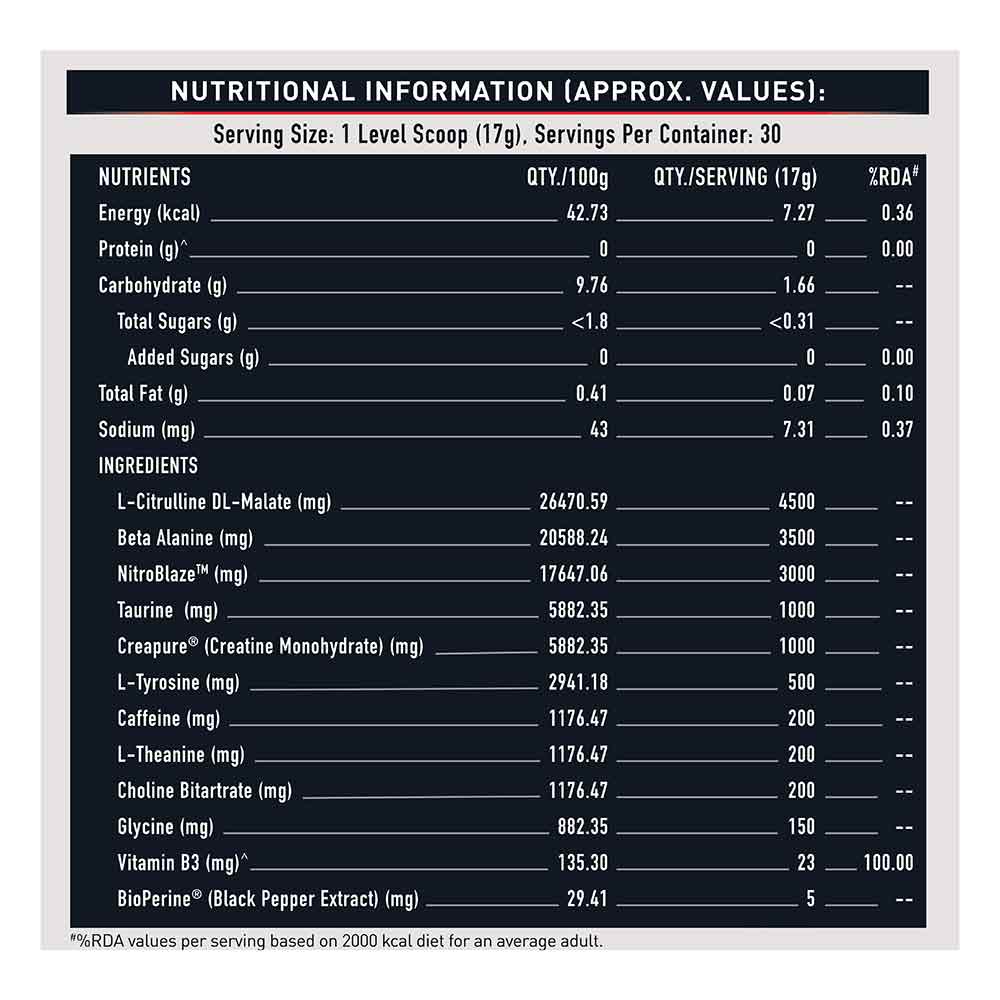 NUTRITIONAL INFORMATION (APPROX. VALUES):
Serving Size: 1 Level Scoop (17g), Servings Per Container: 30
NUTRIENTS QTY./100g QTY./SERVING (17g) %RDA#
Energy (kcal) 42.73 7.27 0.36
Protein (g)^ 0 0 0.00
Carbohydrate (g) 9.76 1.66 --
Total Sugars (g) <1.8 <0.31 --
Added Sugars (g) 0 0 0.00
Total Fat (g) 0.41 0.07 0.10
Sodium (mg) 43 7.31 0.37
INGREDIENTS
L-Citrulline DL-Malate (mg) 26470.59 4500 --
Beta Alanine (mg) 20588.24 3500 --
NitroBlaze™ (mg) 17647.06 3000 --
Taurine (mg) 5882.35 1000 --
Creapure® (Creatine Monohydrate) (mg) 5882.35 1000 --
L-Tyrosine (mg) 2941.18 500 --
Caffeine (mg) 1176.47 200 --
L-Theanine (mg) 1176.47 200 --
Choline Bitartrate (mg) 1176.47 200 --
Glycine (mg) 882.35 150 --
Vitamin B3 (mg)^ 135.30 23 100.00
BioPerine® (Black Pepper Extract) (mg) 29.41 5 --
#%RDA values per serving based on 2000 kcal diet for an average adult.